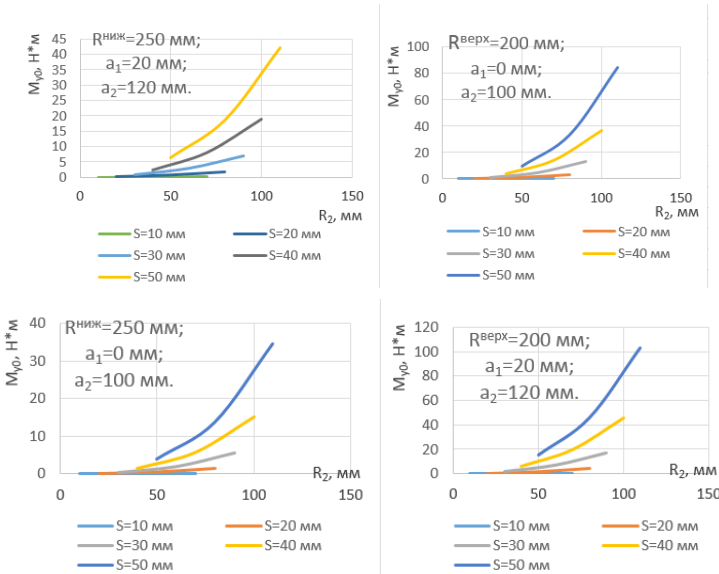 Rниж=250 мм;
a1=20 мм;
a2=120 мм.
My0, Н*м
45
40
35
30
25
20
15
10
5
0
0 50 100 150
R2, мм
S=10 мм S=20 мм
S=30 мм S=40 мм
S=50 мм
Rверх=200 мм;
a1=0 мм;
a2=100 мм.
My0, Н*м
100
80
60
40
20
0
0 50 100 150
R2, мм
S=10 мм S=20 мм
S=30 мм S=40 мм
S=50 мм
Rниж=250 мм;
a1=0 мм;
a2=100 мм.
My0, Н*м
40
30
20
10
0
0 50 100 150
R2, мм
S=10 мм S=20 мм
S=30 мм S=40 мм
S=50 мм
Rверх=200 мм;
a1=20 мм;
a2=120 мм.
My0, Н*м
120
100
80
60
40
20
0
0 50 100 150
R2, мм
S=10 мм S=20 мм
S=30 мм S=40 мм
S=50 мм